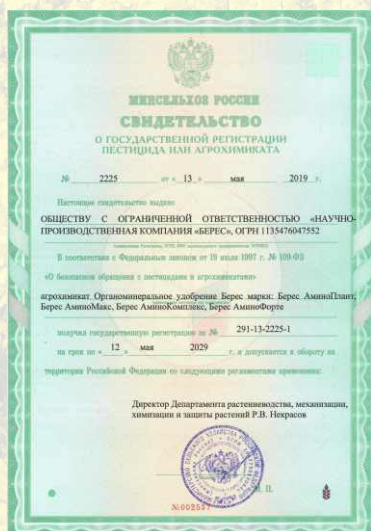 МИНСЕЛЬХОЗ РОССИИ
СВИДЕТЕЛЬСТВО
О ГОСУДАРСТВЕННОЙ РЕГИСТРАЦИИ
ПЕСТИЦИДА ИЛИ АГРОХИМИКАТА
№ 2225 от «13» мая 2019 г.
Настоящее свидетельство выдано
ОБЩЕСТВУ С ОГРАНИЧЕННОЙ ОТВЕТСТВЕННОСТЬЮ «НАУЧНО-
ПРОИЗВОДСТВЕННАЯ КОМПАНИЯ «БЕРЕС», ОГРН 1135476047552
В соответствии с Федеральным законом от 19 июля 1997 г. № 109-ФЗ
«О безопасном обращении с пестицидами и агрохимикатами»
агрохимикат Органоминеральное удобрение Берес марки: Берес АминоПлант,
Берес АминоМакс, Берес АминоКомплекс, Берес АминоФорте
получил государственную регистрацию за № 291-13-2225-1
на срок по «12» мая 2029 г. и допускается к обороту на
территории Российской Федерации со следующими регламентами применения:
Директор Департамента растениеводства, механизации,
химизации и защиты растений Р.В. Некрасов
М. П.
№002557